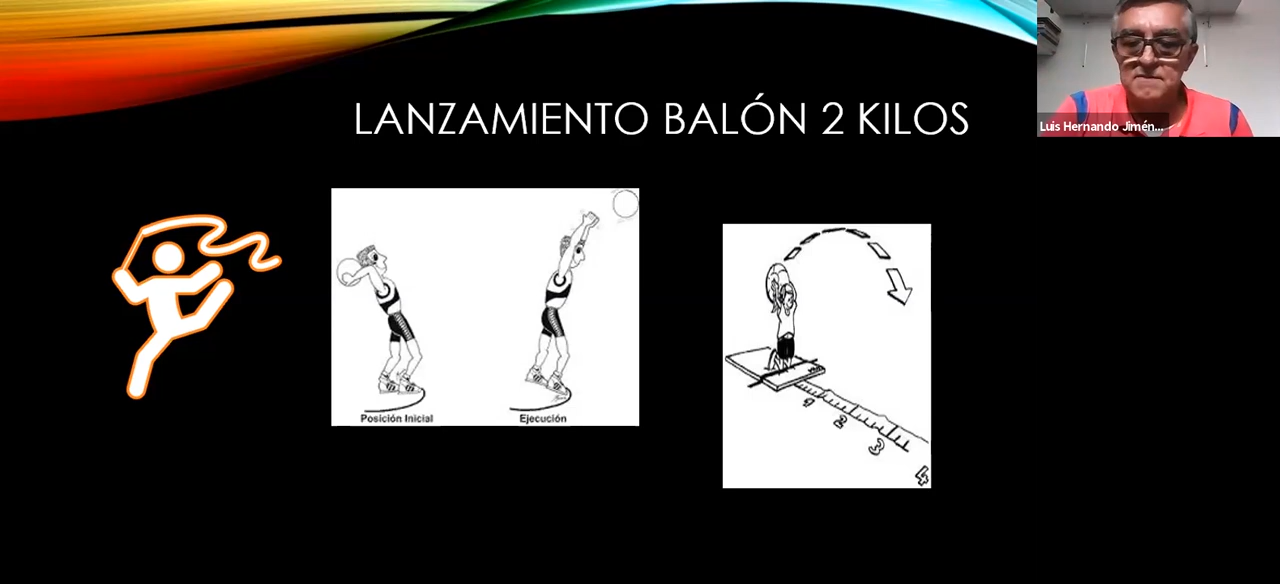 LANZAMIENTO BALÓN 2 KILOS
Luis Hernando Jimén...
Posición Inicial
Ejecución
1
2
3
4